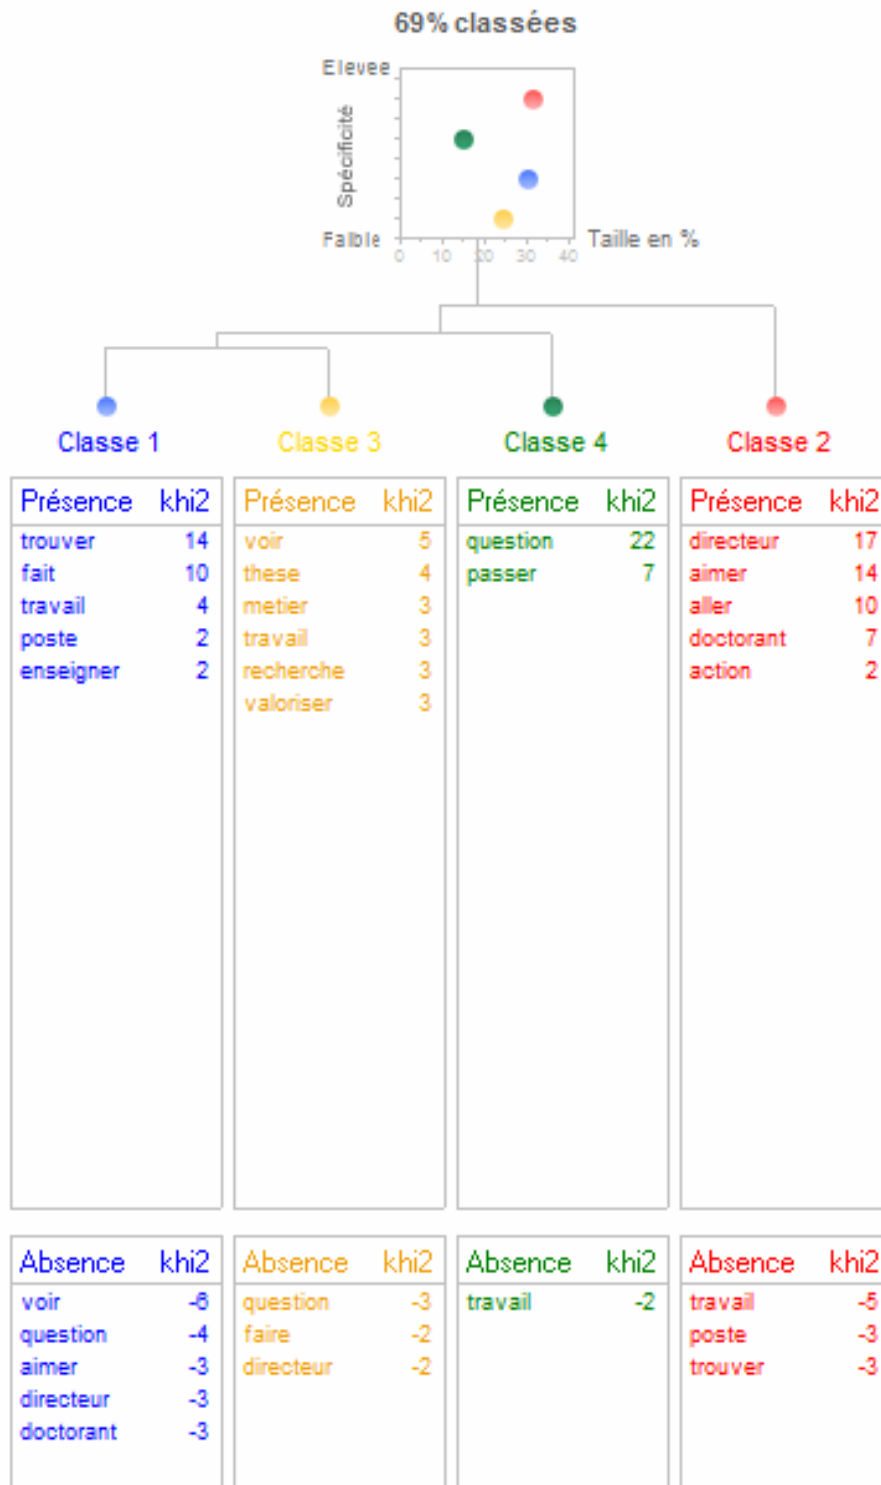 69% classées
Elevee
Spécificité
Faible
Taille en %
0 10 20 30 40
Classe 1 Classe 3 Classe 4 Classe 2
Présence khi2 Présence khi2 Présence khi2 Présence khi2
trouver 14 voir 5 question 22 directeur 17
fait 10 these 4 passer 7 aimer 14
travail 4 metier 3 aller 10
poste 2 travail 3 doctorant 7
enseigner 2 recherche 3 action 2
valoriser 3
Absence khi2 Absence khi2 Absence khi2 Absence khi2
voir -6 question -3 travail -2 travail -5
question -4 faire -2 poste -3
aimer -3 directeur -2 trouver -3
directeur -3
doctorant -3